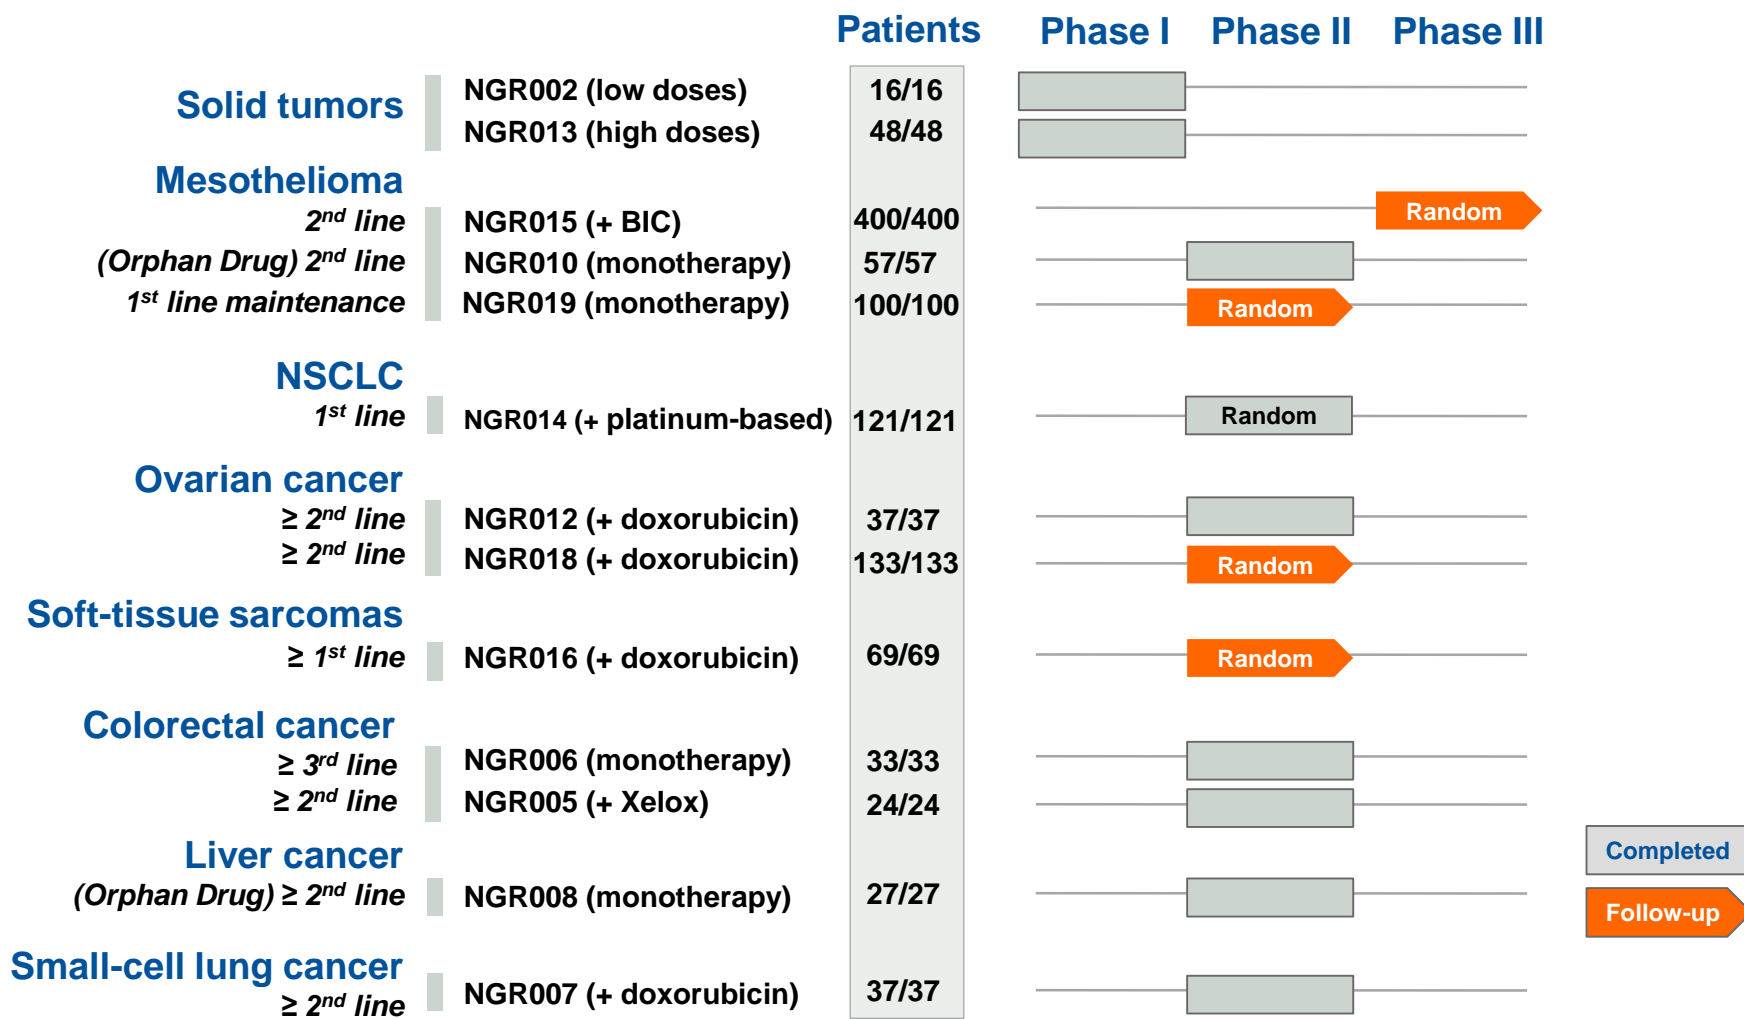 Patients Phase I Phase II Phase III
Solid tumors
NGR002 (low doses) 16/16
NGR013 (high doses) 48/48
Mesothelioma
2nd line NGR015 (+ BIC) 400/400 Random
(Orphan Drug) 2nd line NGR010 (monotherapy) 57/57
1st line maintenance NGR019 (monotherapy) 100/100 Random
NSCLC
1st line NGR014 (+ platinum-based) 121/121 Random
Ovarian cancer
≥ 2nd line NGR012 (+ doxorubicin) 37/37
≥ 2nd line NGR018 (+ doxorubicin) 133/133 Random
Soft-tissue sarcomas
≥ 1st line NGR016 (+ doxorubicin) 69/69 Random
Colorectal cancer
≥ 3rd line NGR006 (monotherapy) 33/33
≥ 2nd line NGR005 (+ Xelox) 24/24
Completed
Liver cancer
(Orphan Drug) ≥ 2nd line NGR008 (monotherapy) 27/27
Follow-up
Small-cell lung cancer
≥ 2nd line NGR007 (+ doxorubicin) 37/37